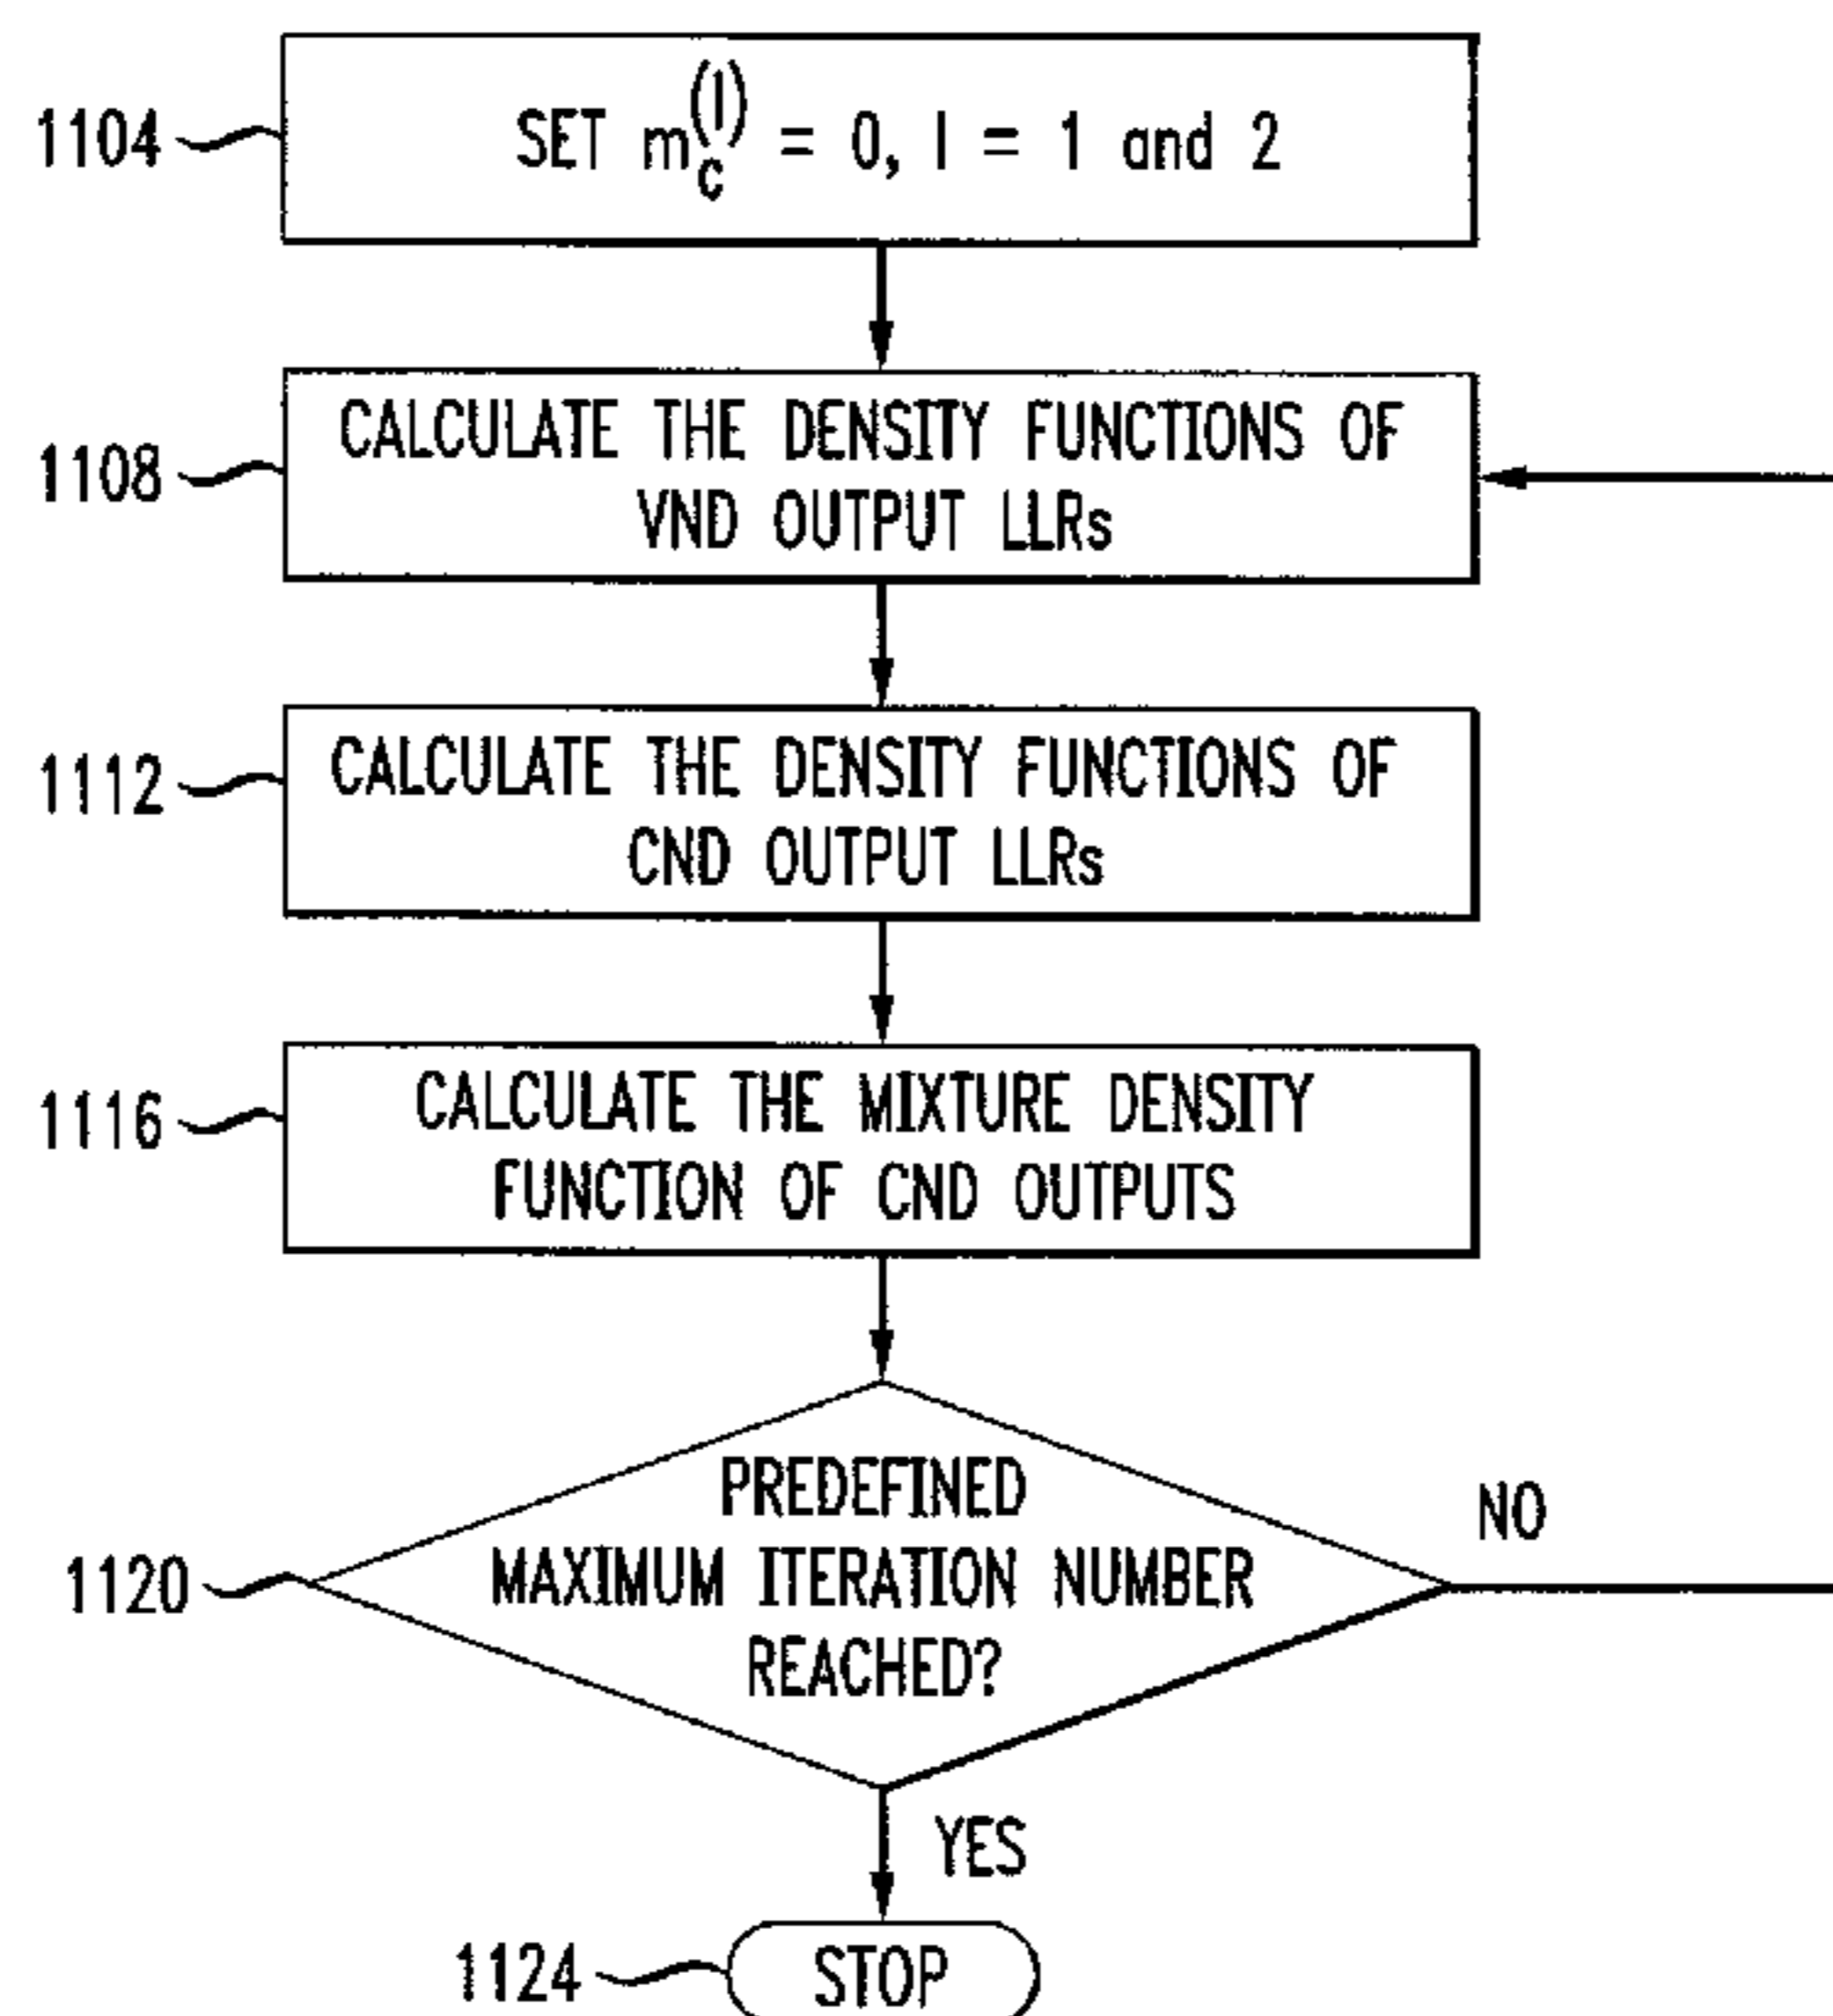 1104
SET m_c^(l) = 0, l = 1 and 2
1108
CALCULATE THE DENSITY FUNCTIONS OF
VND OUTPUT LLRs
1112
CALCULATE THE DENSITY FUNCTIONS OF
CND OUTPUT LLRs
1116
CALCULATE THE MIXTURE DENSITY
FUNCTION OF CND OUTPUTS
1120
PREDEFINED
MAXIMUM ITERATION NUMBER
REACHED?
NO
YES
1124
STOP